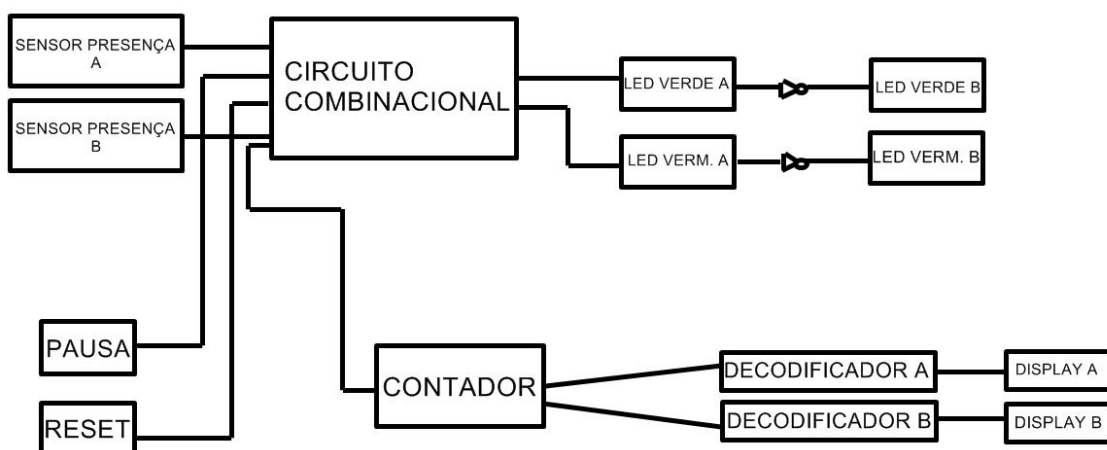 SENSOR PRESENÇA
A
SENSOR PRESENÇA
B
CIRCUITO
COMBINACIONAL
LED VERDE A
LED VERDE B
LED VERM. A
LED VERM. B
PAUSA
RESET
CONTADOR
DECODIFICADOR A
DISPLAY A
DECODIFICADOR B
DISPLAY B